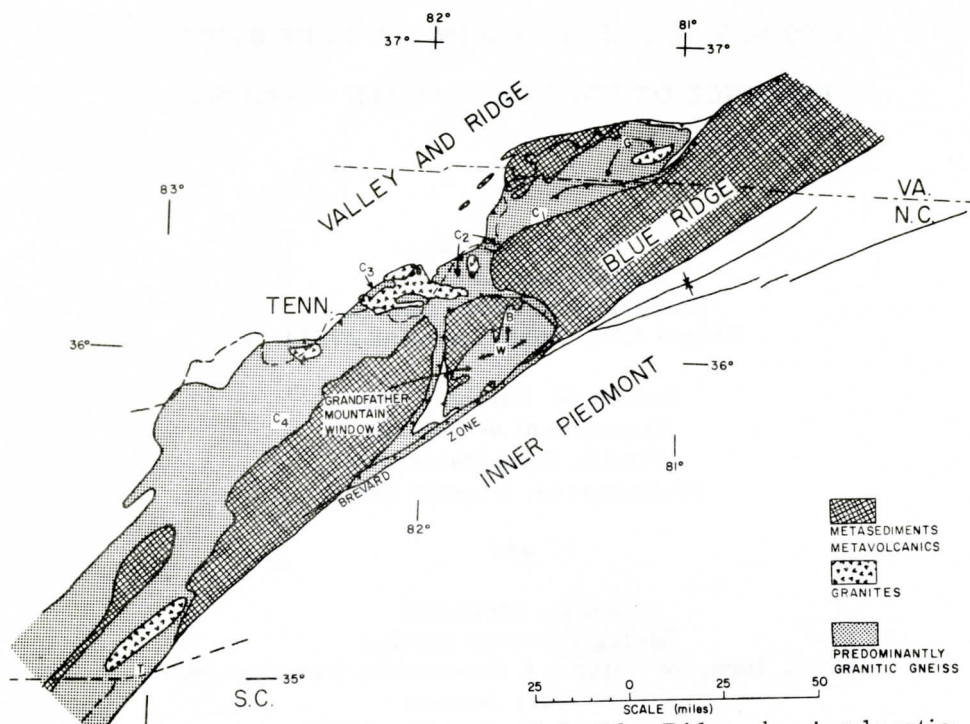 82°
37°
81°
37°
VALLEY AND RIDGE
83°
G
VA.
N.C.
C1
BLUE RIDGE
C2
C3
TENN.
B
W
36°
36°
GRANDFATHER
MOUNTAIN
WINDOW
C4
INNER PIEDMONT
BREVARD ZONE
81°
82°
METASEDIMENTS
METAVOLCANICS
GRANITES
PREDOMINANTLY
GRANITIC GNEISS
T
35°
S.C.
25 0 25 50
SCALE (miles)